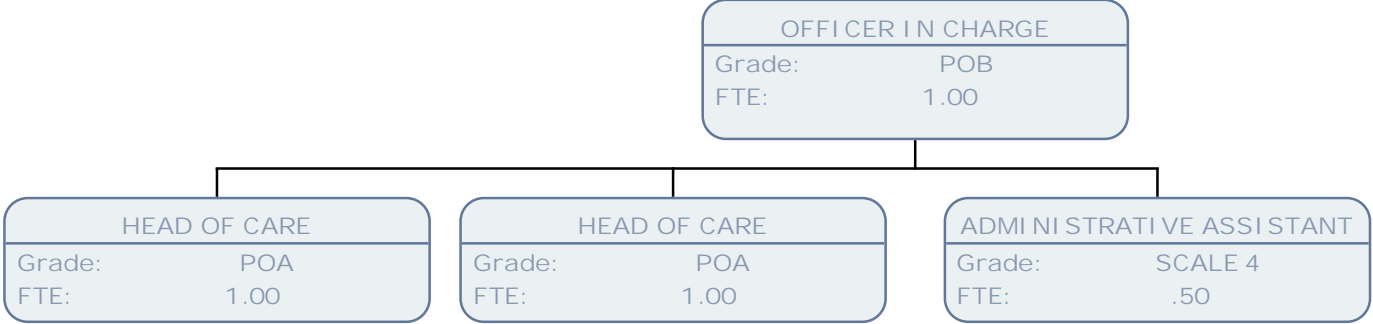 OFFICER IN CHARGE
Grade: POB
FTE: 1.00
HEAD OF CARE
Grade: POA
FTE: 1.00
HEAD OF CARE
Grade: POA
FTE: 1.00
ADMINISTRATIVE ASSISTANT
Grade: SCALE 4
FTE: .50